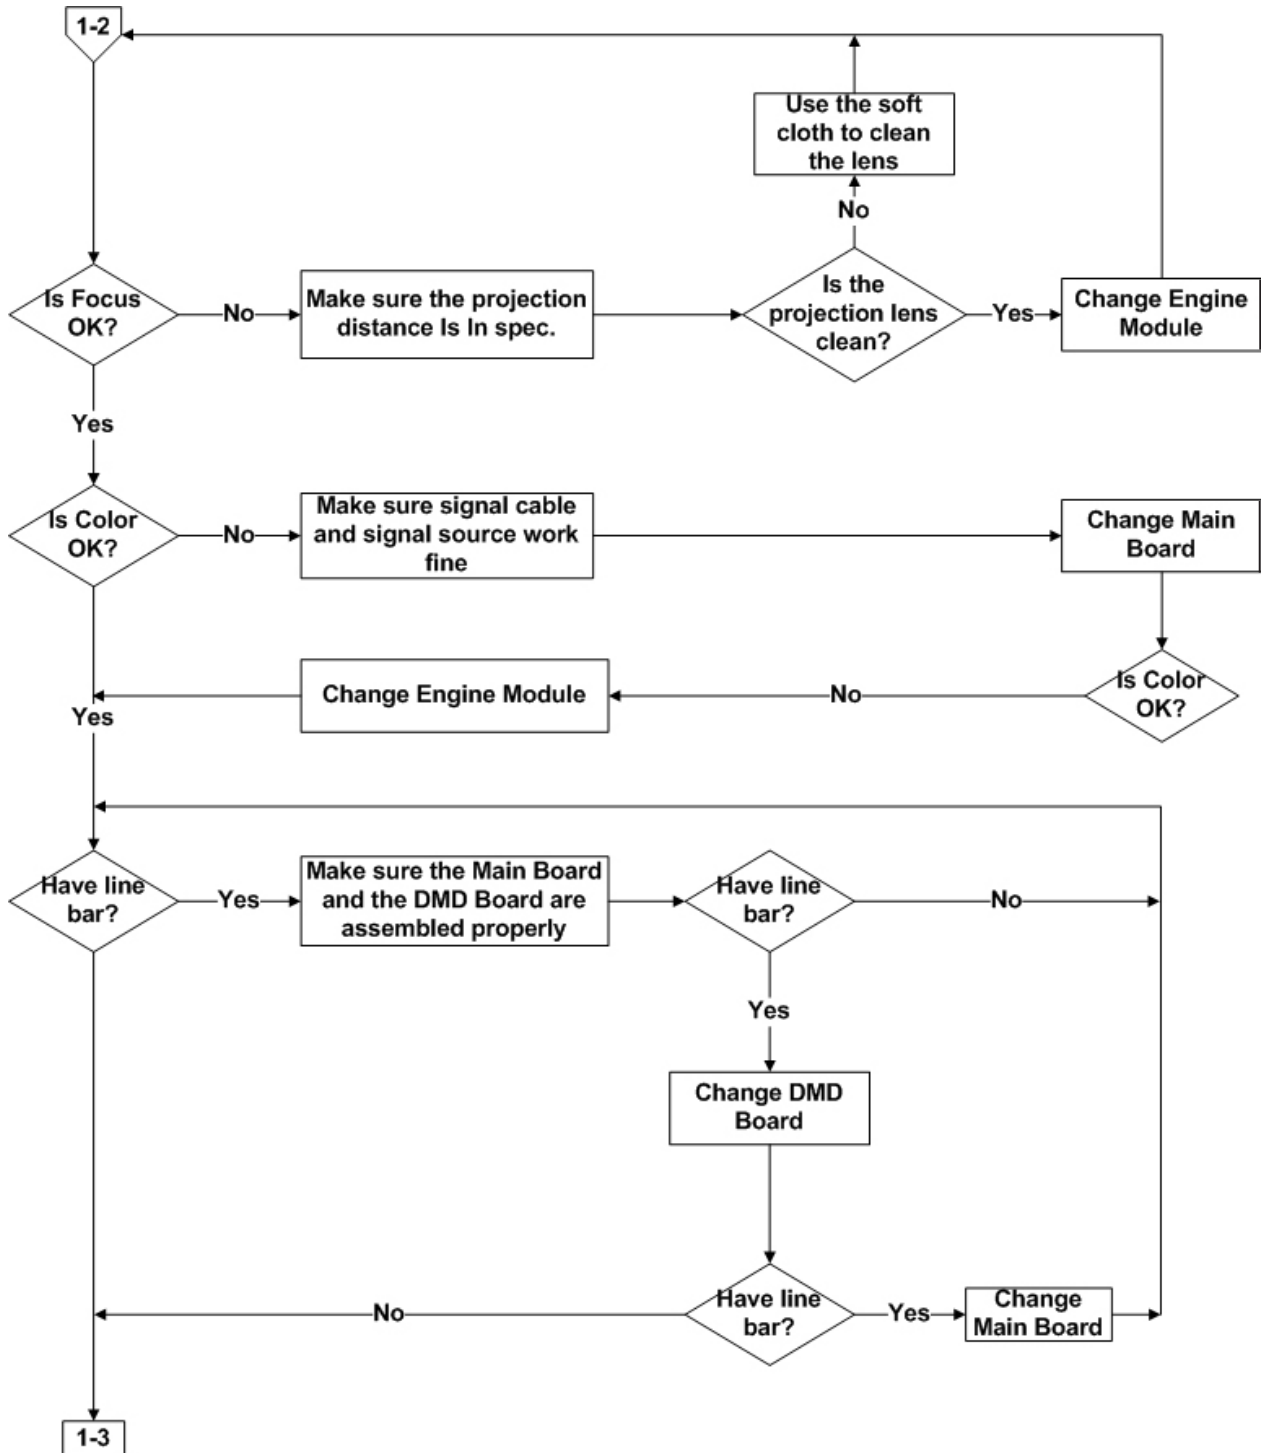 1-2
Use the soft
cloth to clean
the lens
No
Is Focus
OK?
No
Make sure the projection
distance Is In spec.
Is the
projection lens
clean?
Yes
Change Engine
Module
Yes
Is Color
OK?
No
Make sure signal cable
and signal source work
fine
Change Main
Board
Change Engine Module
No
Is Color
OK?
Yes
Have line
bar?
Yes
Make sure the Main Board
and the DMD Board are
assembled properly
Have line
bar?
No
Yes
Change DMD
Board
No
Have line
bar?
Yes
Change
Main Board
1-3